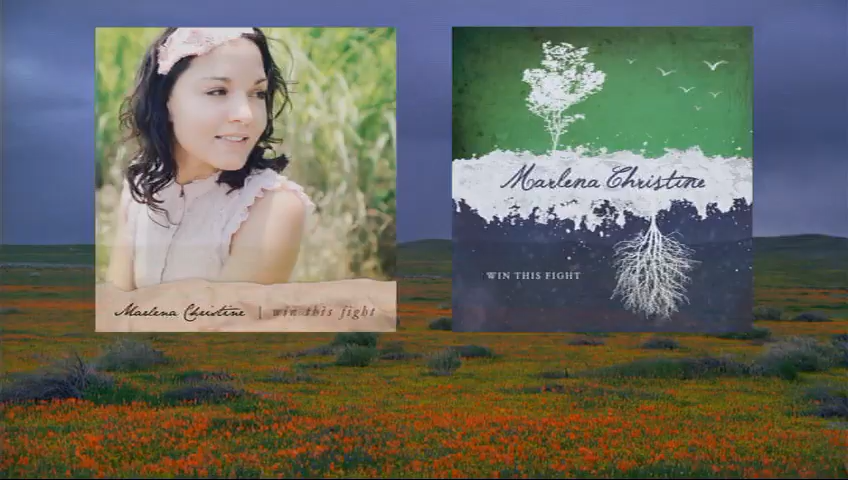 Marlena Christine | win this fight
Marlena Christine
WIN THIS FIGHT